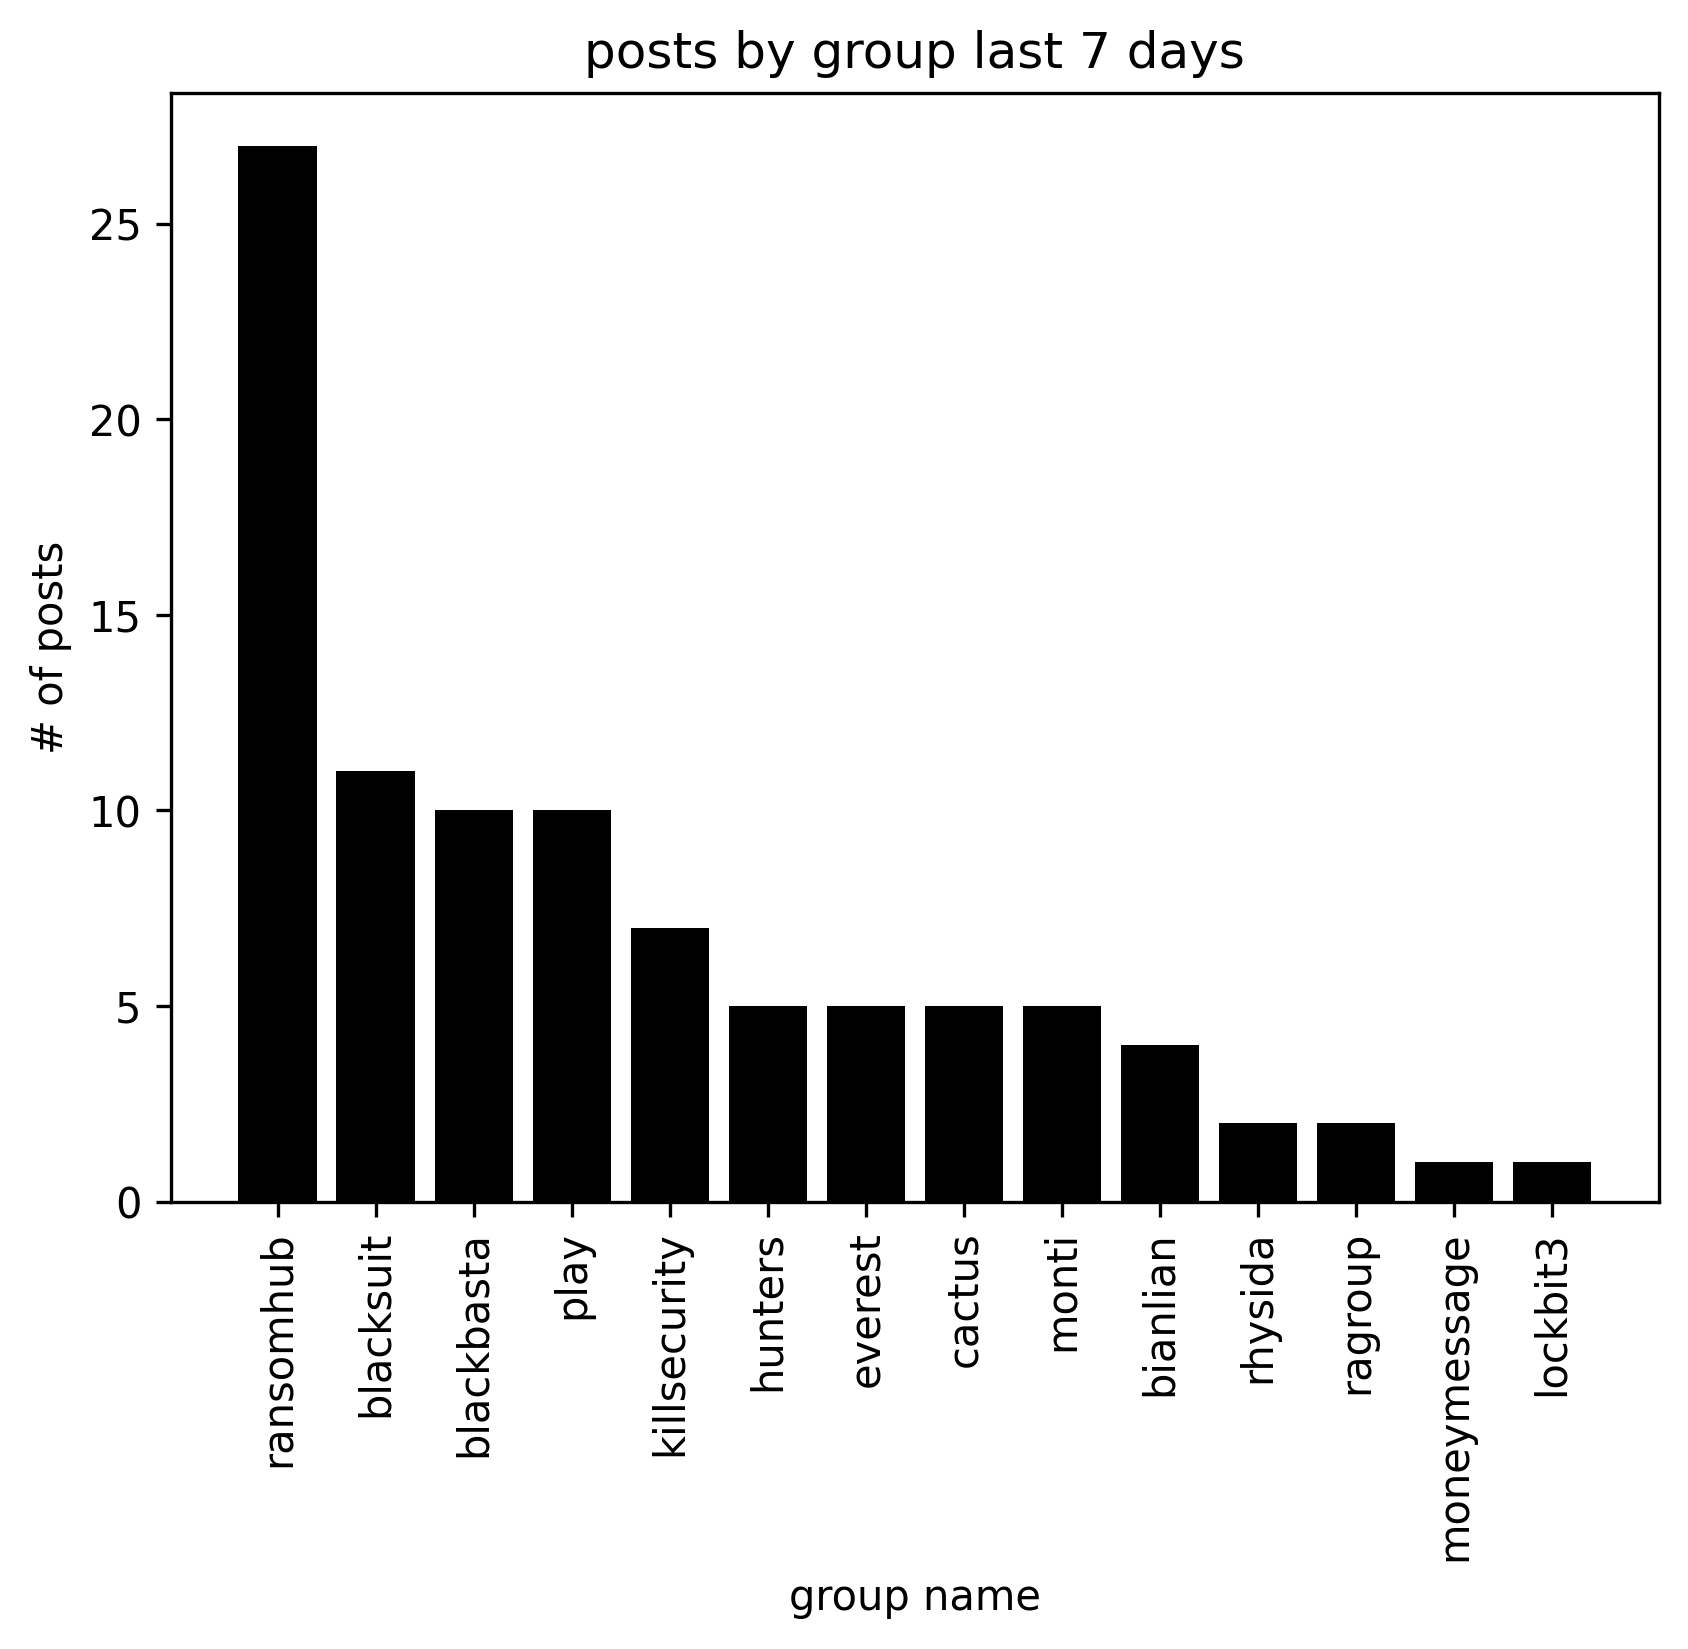 posts by group last 7 days
# of posts
25
20
15
10
5
0
ransomhub
blacksuit
blackbasta
play
killsecurity
hunters
everest
cactus
monti
bianlian
rhysida
ragroup
moneymessage
lockbit3
group name